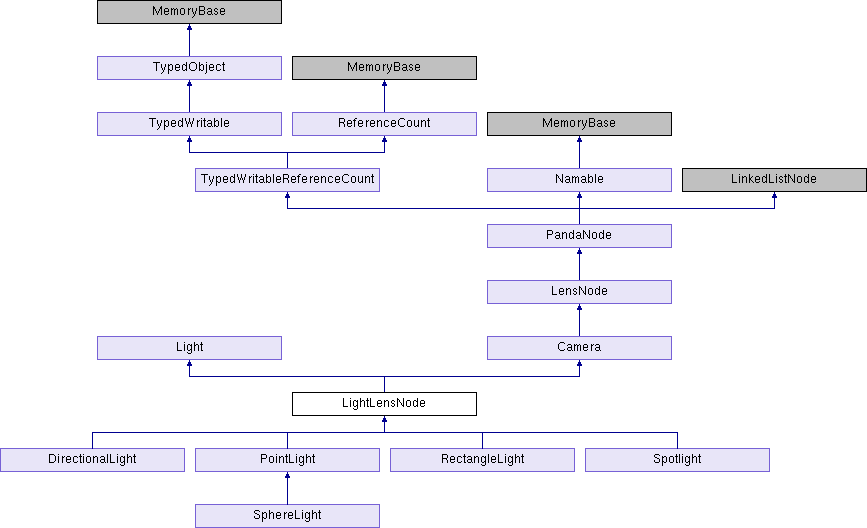 MemoryBase
TypedObject
MemoryBase
TypedWritable
ReferenceCount
MemoryBase
TypedWritableReferenceCount
Namable
LinkedListNode
PandaNode
LensNode
Light
Camera
LightLensNode
DirectionalLight
PointLight
RectangleLight
Spotlight
SphereLight